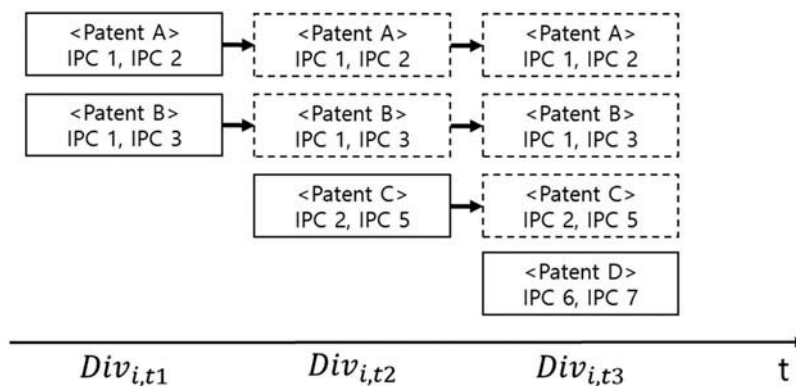 <Patent A>
IPC 1, IPC 2
<Patent A>
IPC 1, IPC 2
<Patent A>
IPC 1, IPC 2
<Patent B>
IPC 1, IPC 3
<Patent B>
IPC 1, IPC 3
<Patent B>
IPC 1, IPC 3
<Patent C>
IPC 2, IPC 5
<Patent C>
IPC 2, IPC 5
<Patent D>
IPC 6, IPC 7
Div_{i,t1}
Div_{i,t2}
Div_{i,t3}
t